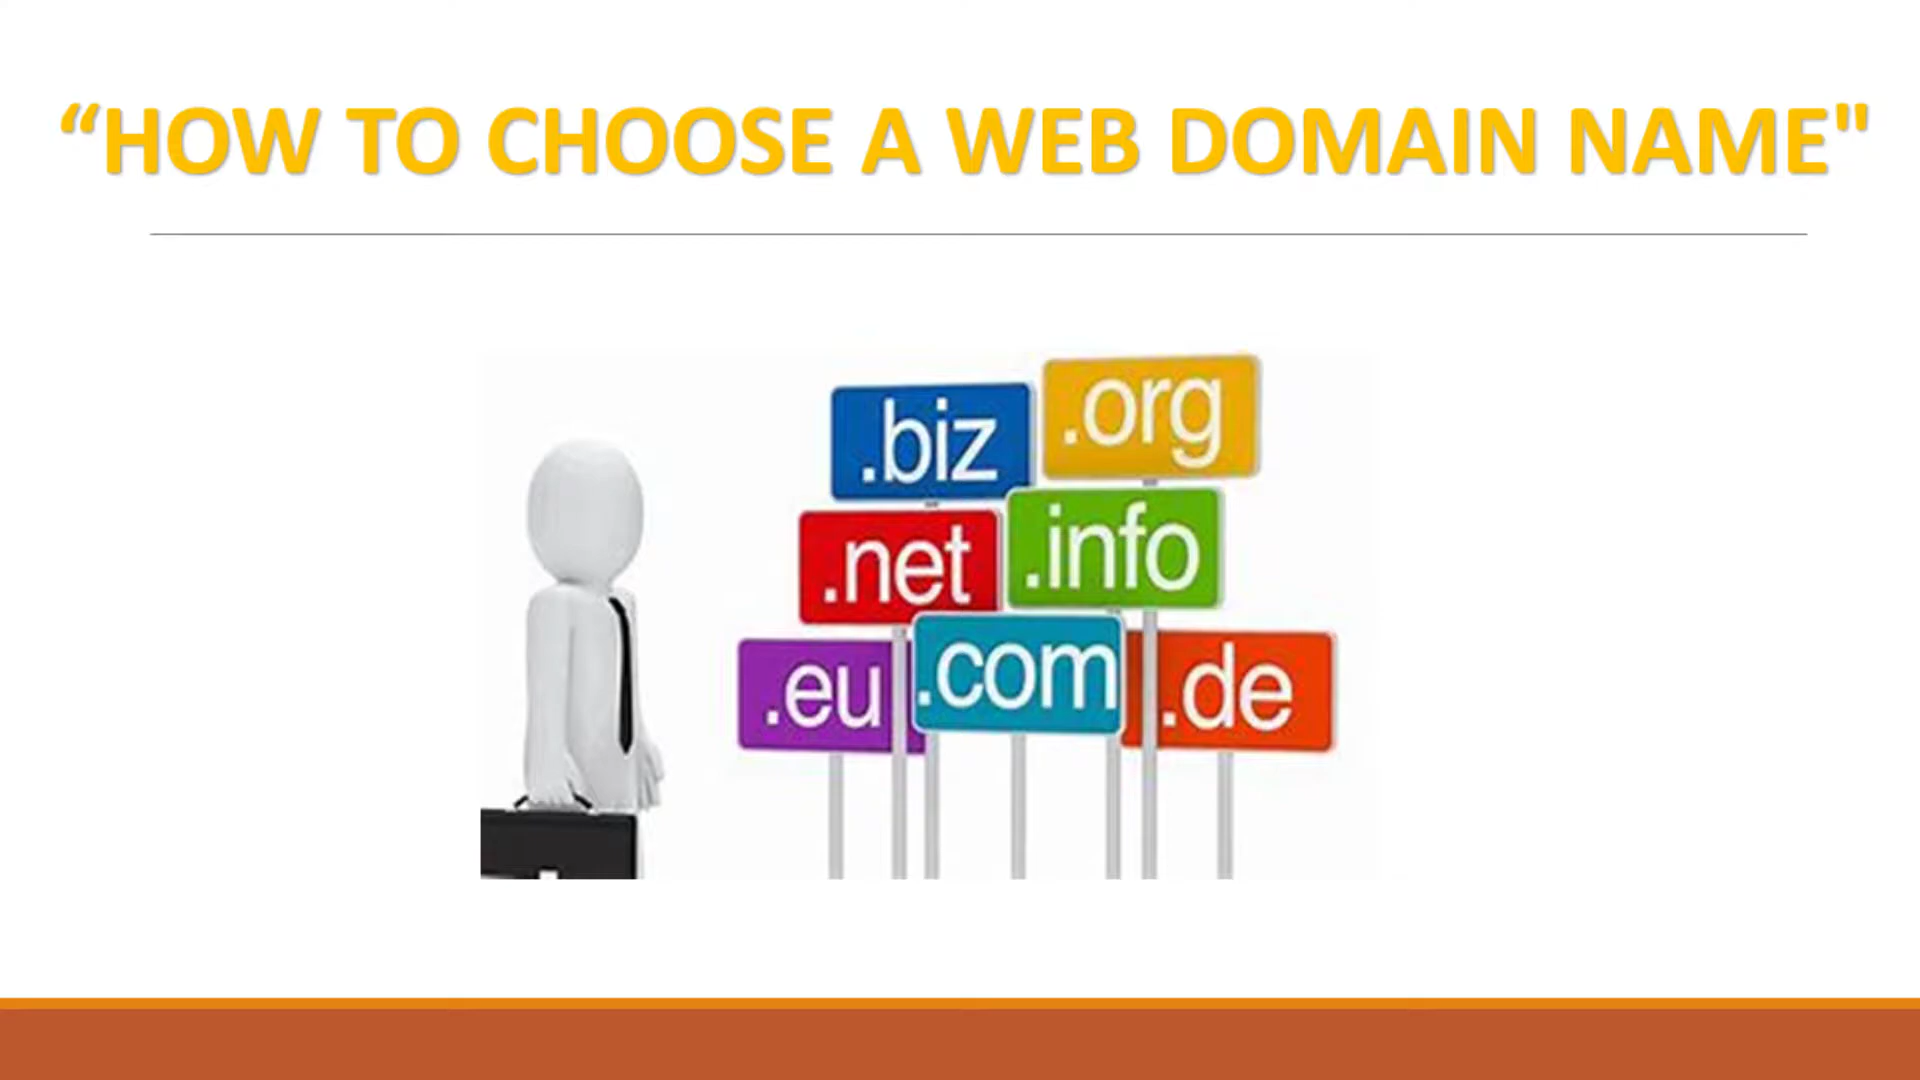 “HOW TO CHOOSE A WEB DOMAIN NAME"
.biz
.org
.net
.info
.eu
.com
.de